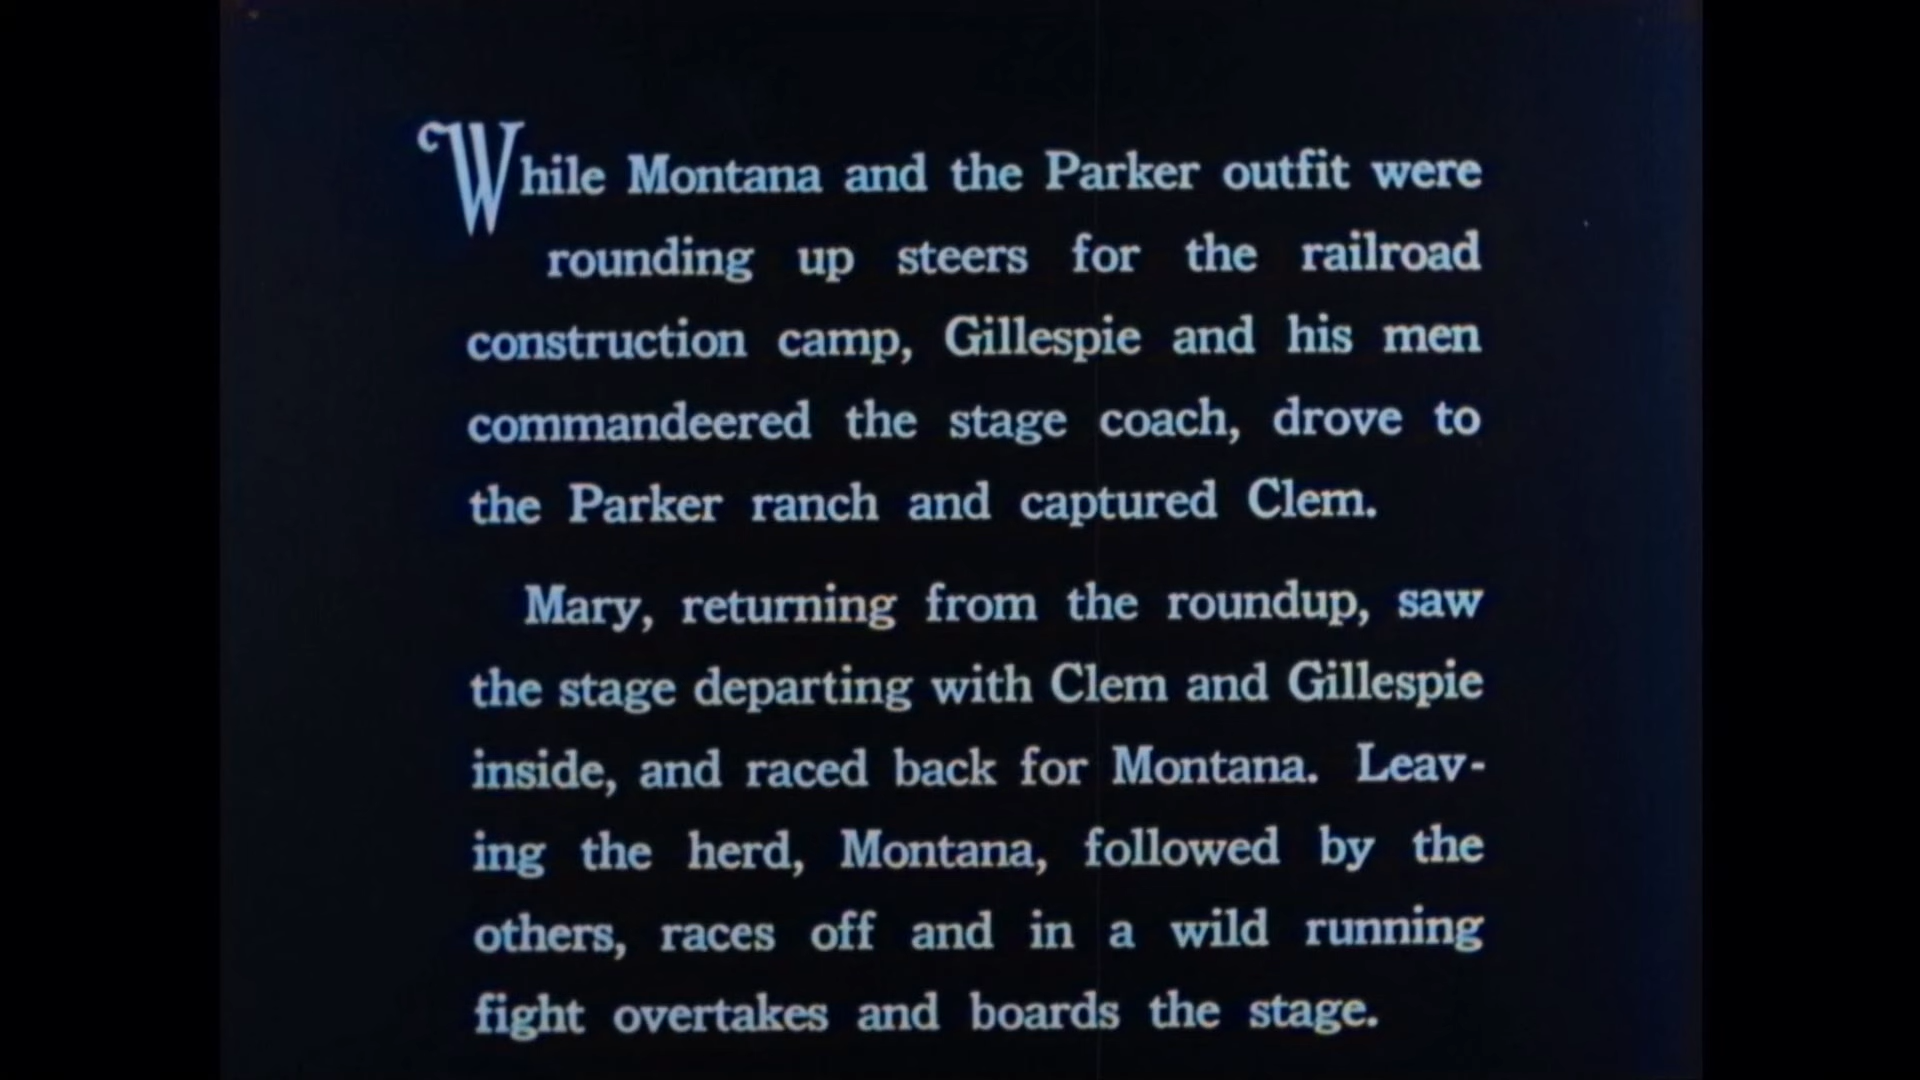 While Montana and the Parker outfit were
rounding up steers for the railroad
construction camp, Gillespie and his men
commandeered the stage coach, drove to
the Parker ranch and captured Clem.
Mary, returning from the roundup, saw
the stage departing with Clem and Gillespie
inside, and raced back for Montana. Leav-
ing the herd, Montana, followed by the
others, races off and in a wild running
fight overtakes and boards the stage.